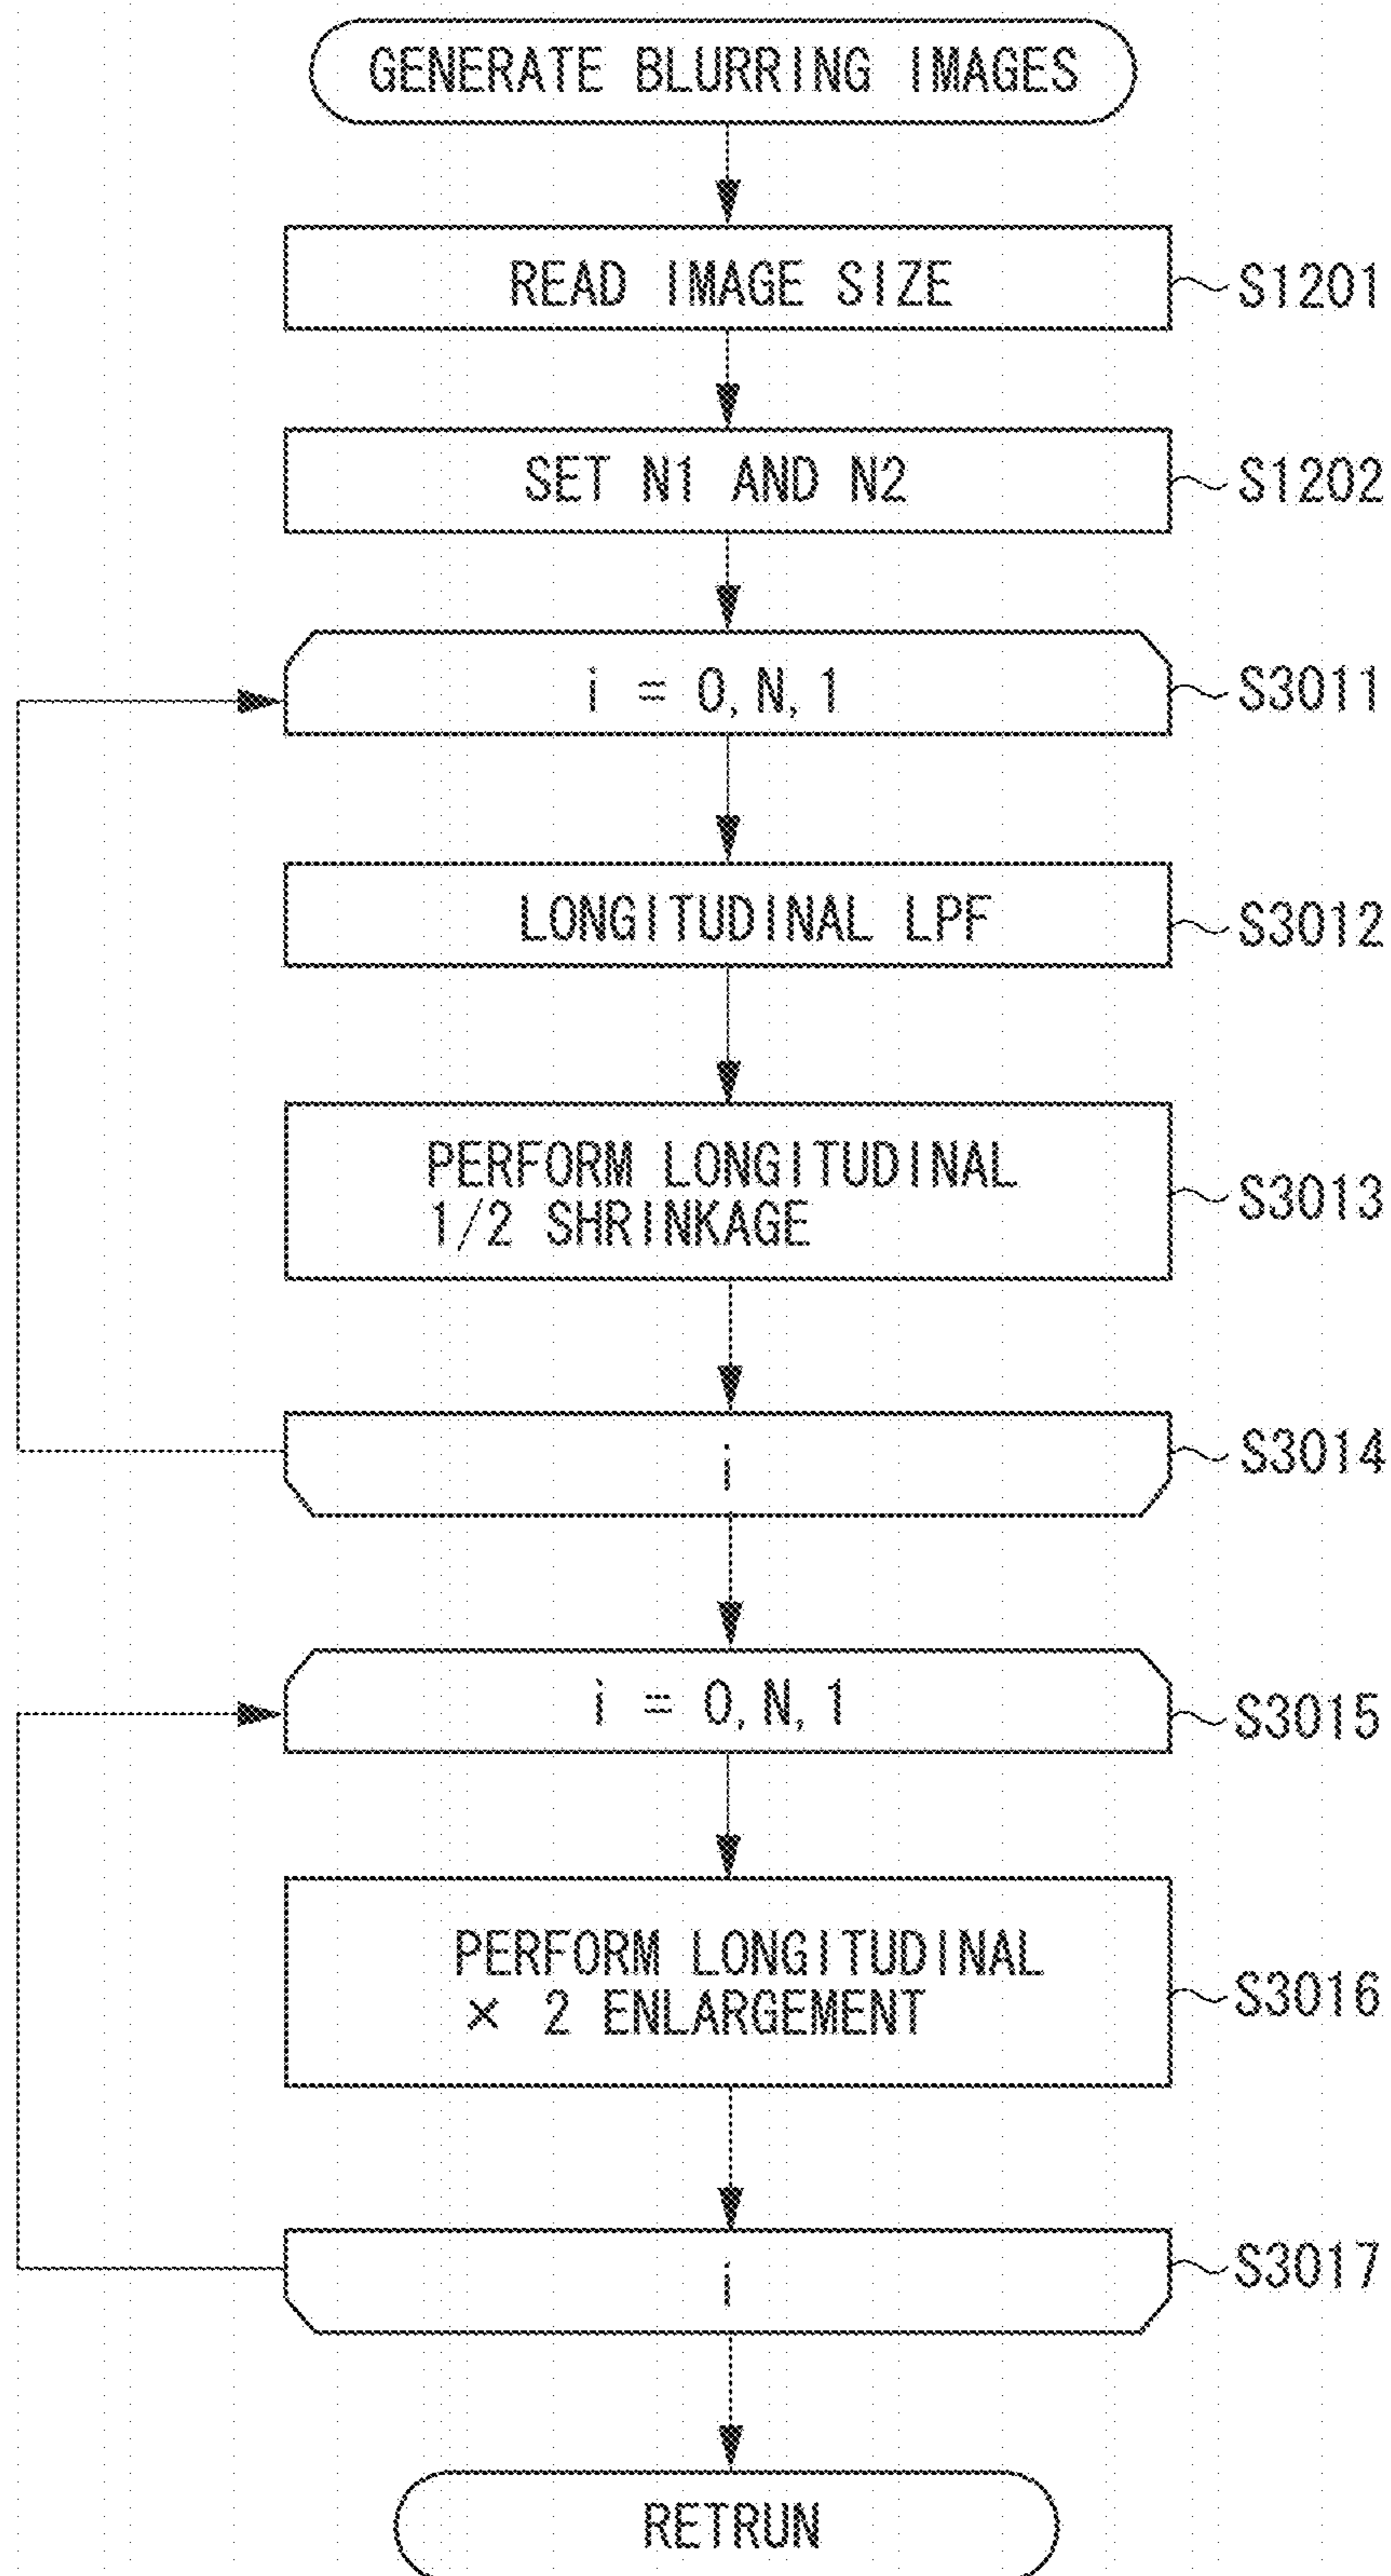 GENERATE BLURRING IMAGES
READ IMAGE SIZE
S1201
SET N1 AND N2
S1202
i = 0, N, 1
S3011
LONGITUDINAL LPF
S3012
PERFORM LONGITUDINAL
1/2 SHRINKAGE
S3013
i
S3014
i = 0, N, 1
S3015
PERFORM LONGITUDINAL
× 2 ENLARGEMENT
S3016
i
S3017
RETRUN